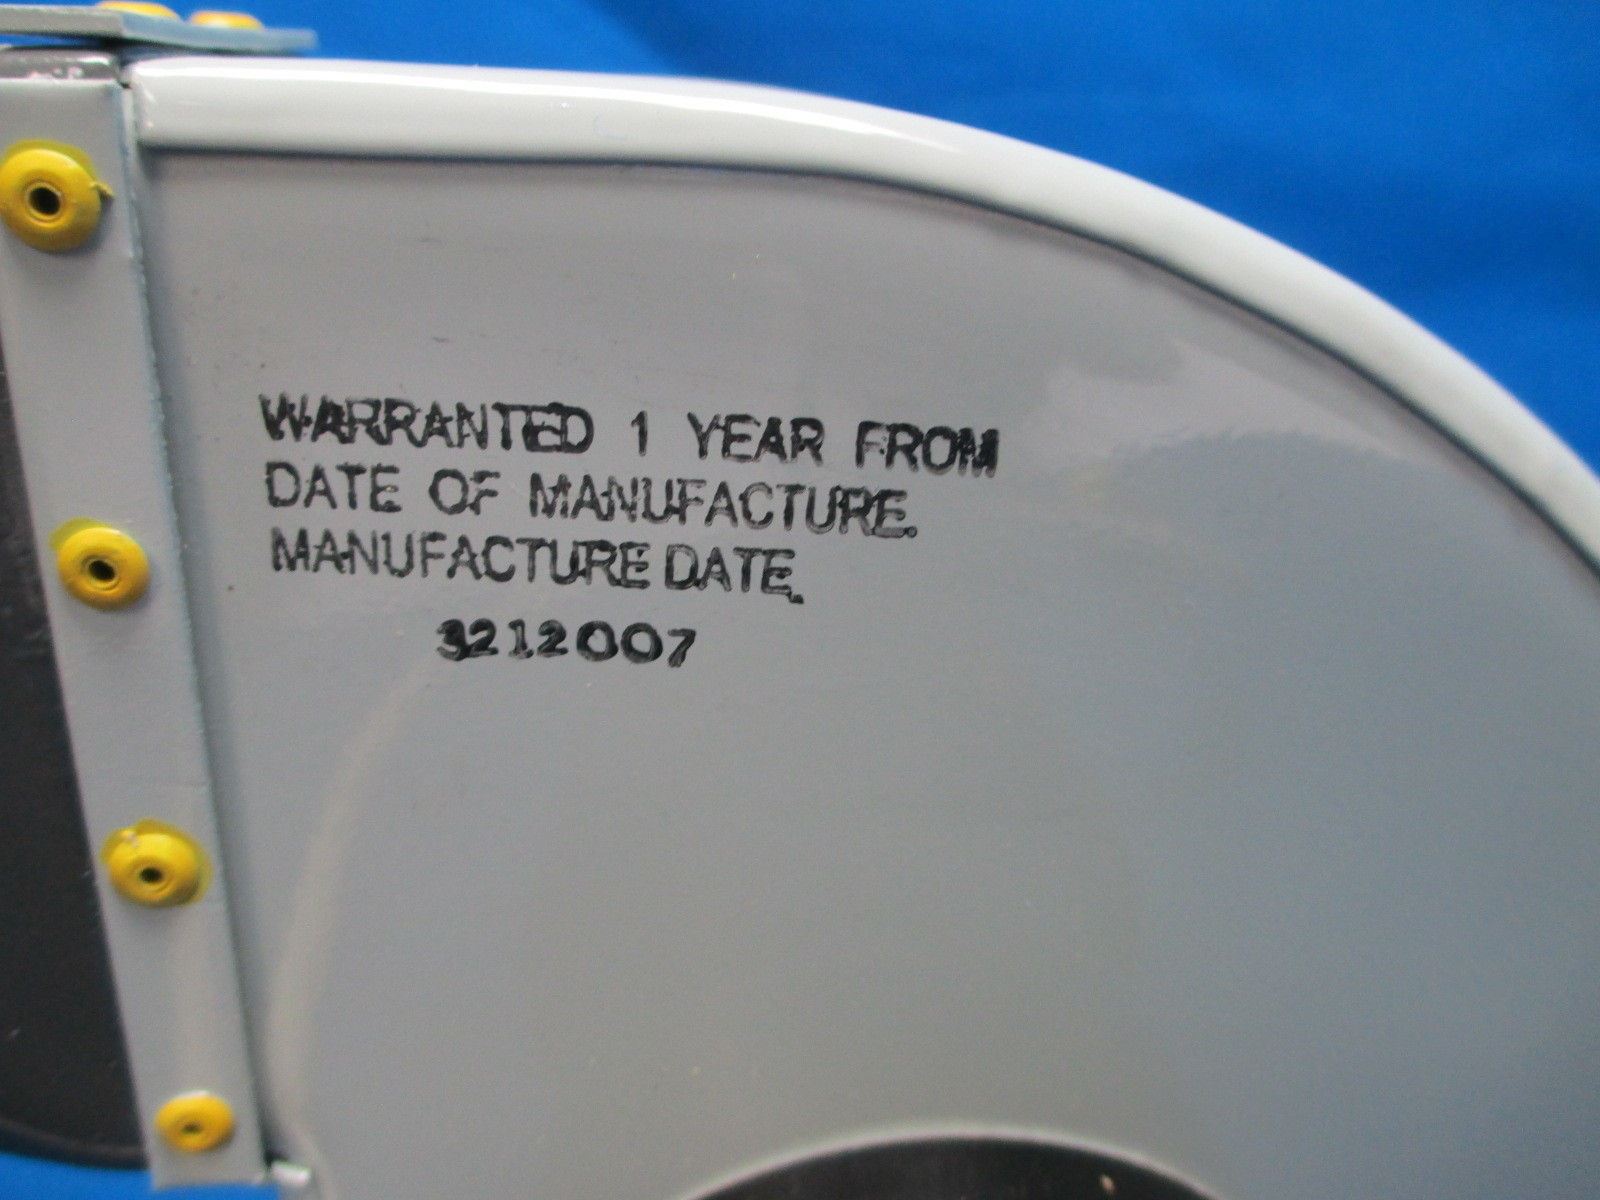 WARRANTED 1 YEAR FROM
DATE OF MANUFACTURE.
MANUFACTURE DATE.
3212007